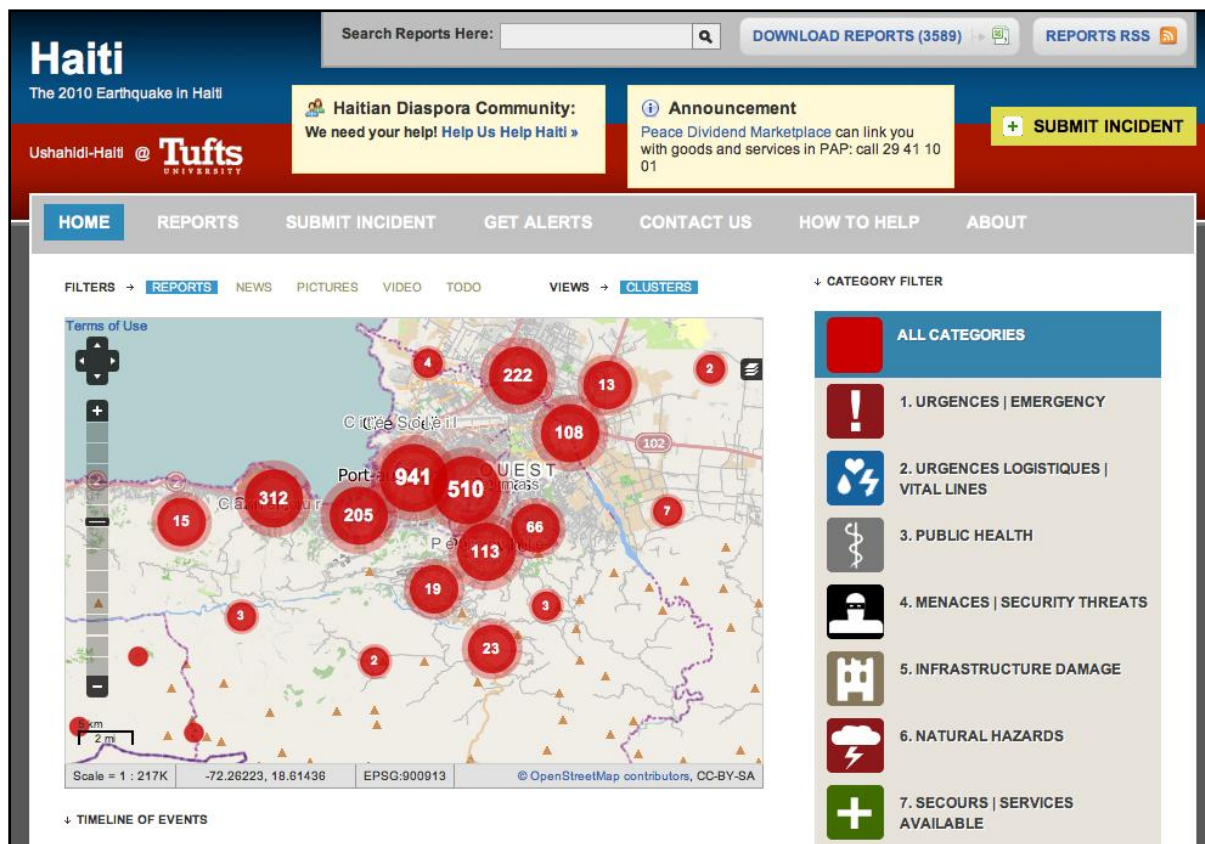 Search Reports Here:
DOWNLOAD REPORTS (3589)
REPORTS RSS
Haiti
The 2010 Earthquake in Haiti
Haitian Diaspora Community:
We need your help! Help Us Help Haiti »
Announcement
Peace Dividend Marketplace can link you
with goods and services in PAP: call 29 41 10
01
SUBMIT INCIDENT
Ushahidi-Haiti @ Tufts
UNIVERSITY
HOME REPORTS SUBMIT INCIDENT GET ALERTS CONTACT US HOW TO HELP ABOUT
FILTERS → REPORTS NEWS PICTURES VIDEO TODO VIEWS → CLUSTERS
↓ CATEGORY FILTER
Terms of Use
4
222
13
2
108
102
941
510
OUEST
Port-au
312
205
15
7
66
113
19
3
3
23
2
5 km
2 mi
Scale = 1 : 217K
-72.26223, 18.61436
EPSG:900913
© OpenStreetMap contributors, CC-BY-SA
↓ TIMELINE OF EVENTS
ALL CATEGORIES
1. URGENCES | EMERGENCY
2. URGENCES LOGISTIQUES |
VITAL LINES
3. PUBLIC HEALTH
4. MENACES | SECURITY THREATS
5. INFRASTRUCTURE DAMAGE
6. NATURAL HAZARDS
7. SECOURS | SERVICES
AVAILABLE